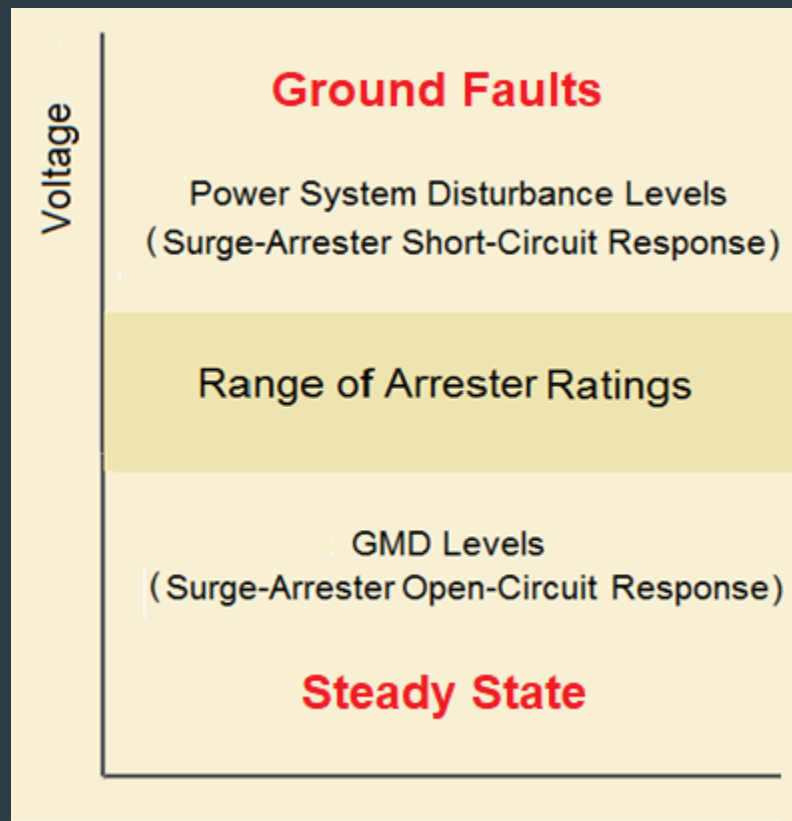 Voltage
Ground Faults
Power System Disturbance Levels
(Surge-Arrester Short-Circuit Response)
Range of Arrester Ratings
GMD Levels
(Surge-Arrester Open-Circuit Response)
Steady State